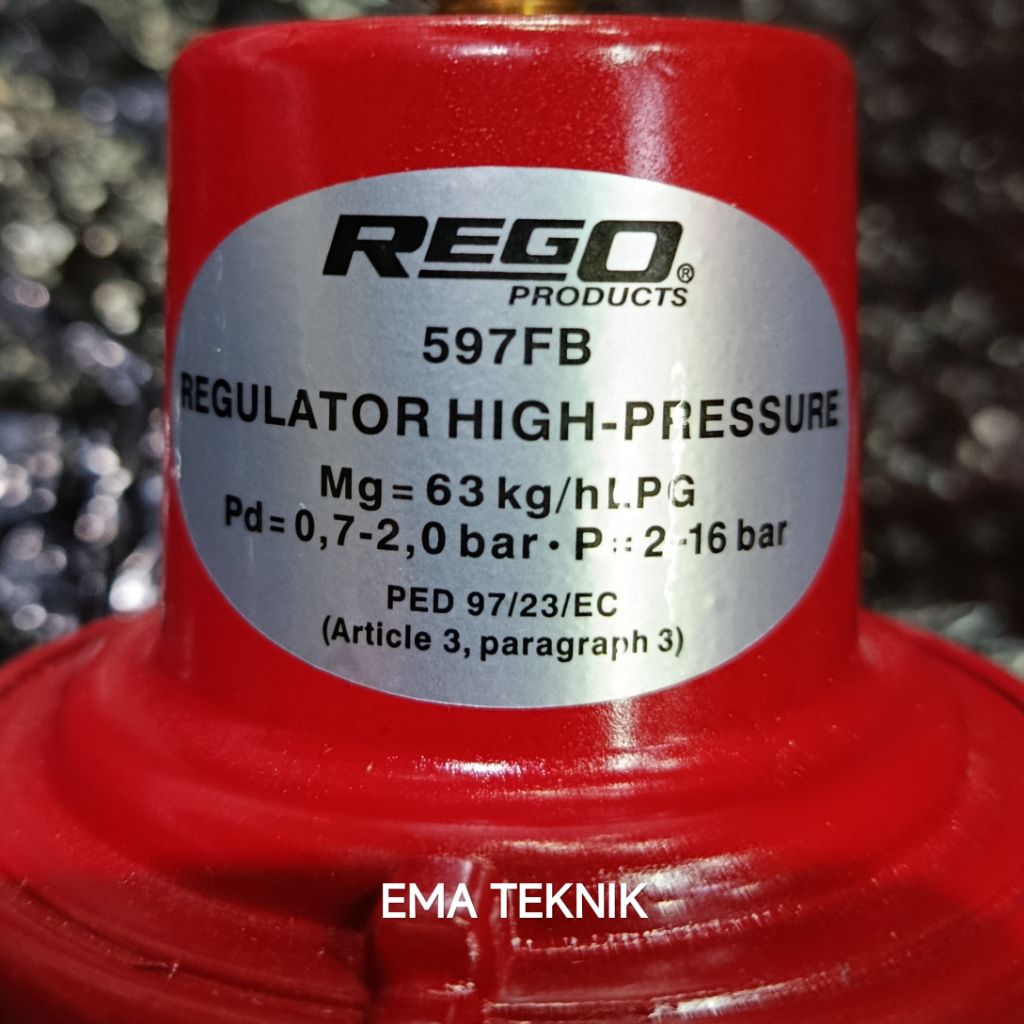 REGO®
PRODUCTS
597FB
REGULATOR HIGH-PRESSURE
Mg = 63 kg/h LPG
Pd = 0,7-2,0 bar · P = 2-16 bar
PED 97/23/EC
(Article 3, paragraph 3)
EMA TEKNIK